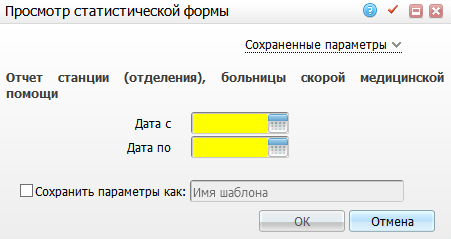 Просмотр статистической формы
Сохраненные параметры
Отчет станции (отделения), больницы скорой медицинской
помощи
Дата с
Дата по
Сохранить параметры как: Имя шаблона
ОК Отмена